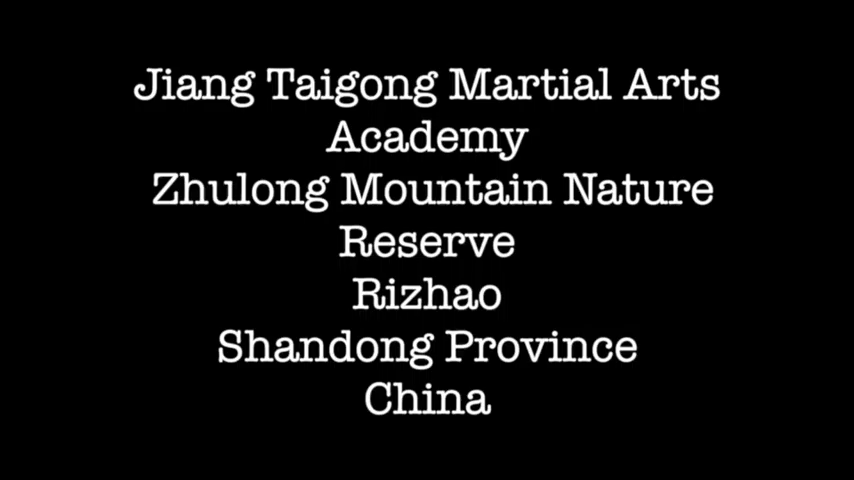 Jiang Taigong Martial Arts
Academy
Zhulong Mountain Nature
Reserve
Rizhao
Shandong Province
China